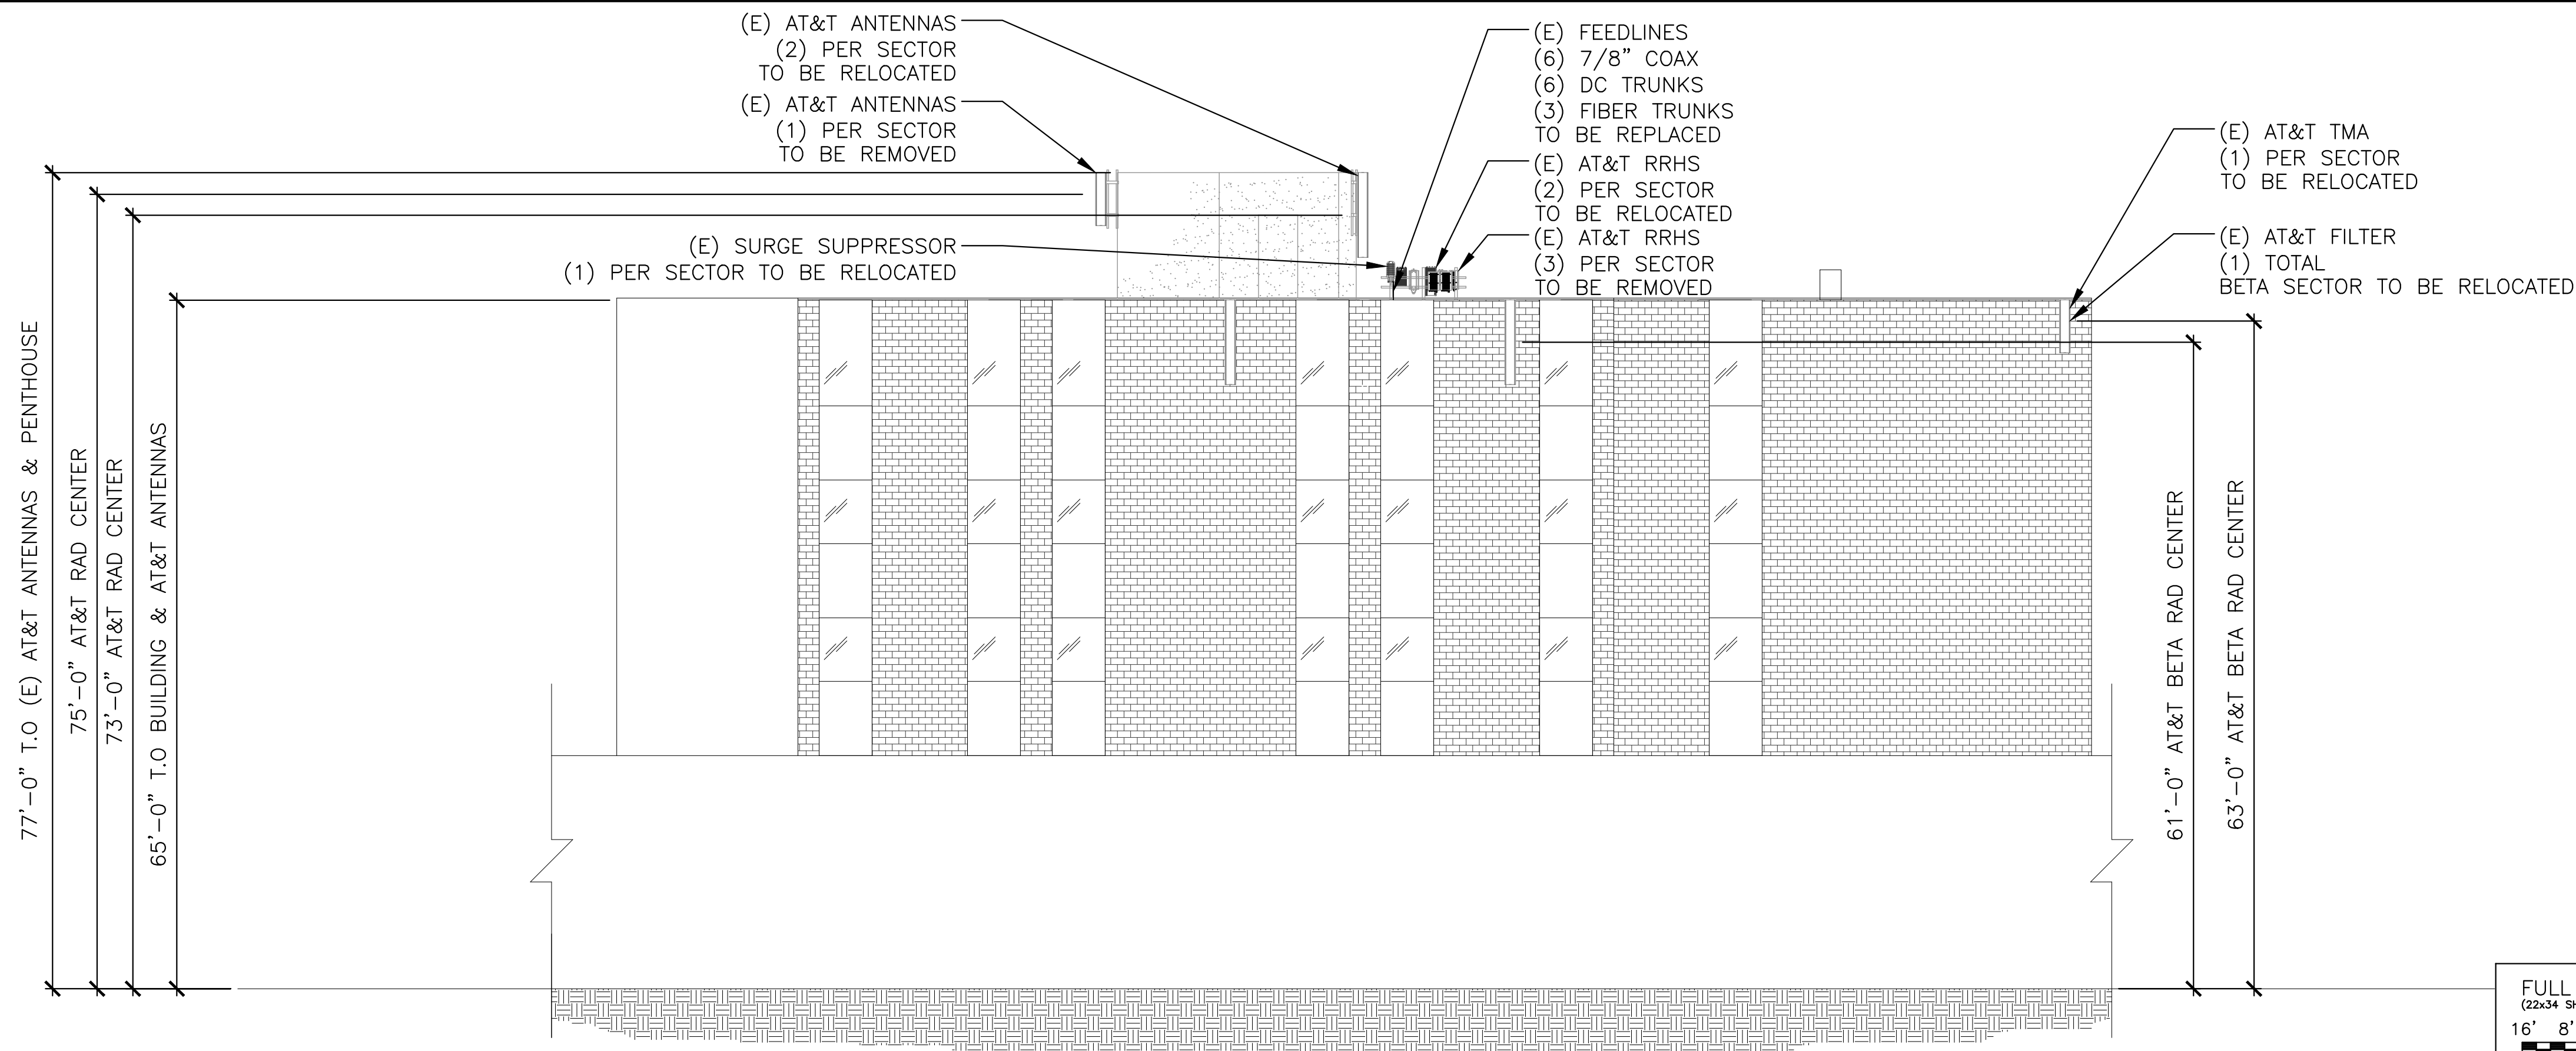 (E) AT&T ANTENNAS
(2) PER SECTOR
TO BE RELOCATED
(E) AT&T ANTENNAS
(1) PER SECTOR
TO BE REMOVED
(E) SURGE SUPPRESSOR
(1) PER SECTOR TO BE RELOCATED
(E) FEEDLINES
(6) 7/8" COAX
(6) DC TRUNKS
(3) FIBER TRUNKS
TO BE REPLACED
(E) AT&T RRHS
(2) PER SECTOR
TO BE RELOCATED
(E) AT&T RRHS
(3) PER SECTOR
TO BE REMOVED
(E) AT&T TMA
(1) PER SECTOR
TO BE RELOCATED
(E) AT&T FILTER
(1) TOTAL
BETA SECTOR TO BE RELOCATED
77'-0" T.O (E) AT&T ANTENNAS & PENTHOUSE
75'-0" AT&T RAD CENTER
73'-0" AT&T RAD CENTER
65'-0" T.O BUILDING & AT&T ANTENNAS
61'-0" AT&T BETA RAD CENTER
63'-0" AT&T BETA RAD CENTER
FULL
(22x34
16' 8'